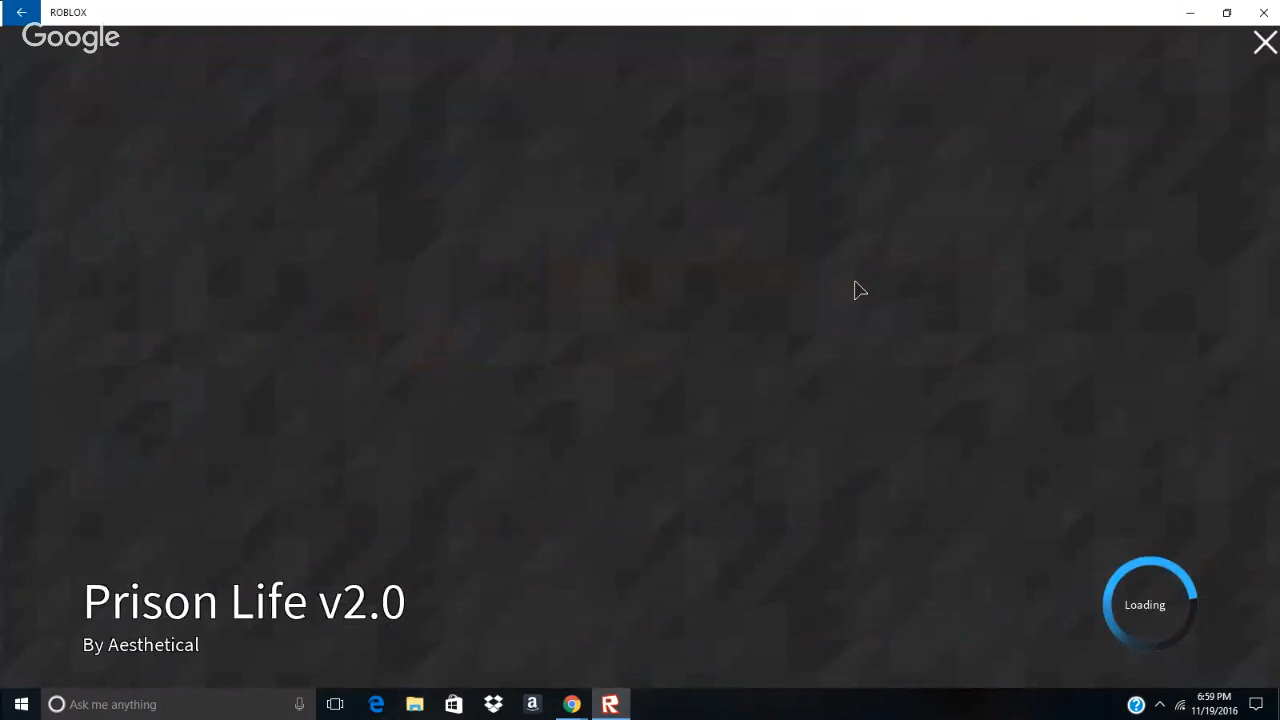 ROBLOX
Google
Prison Life v2.0
By Aesthetical
Loading
Ask me anything
6:59 PM
11/19/2016